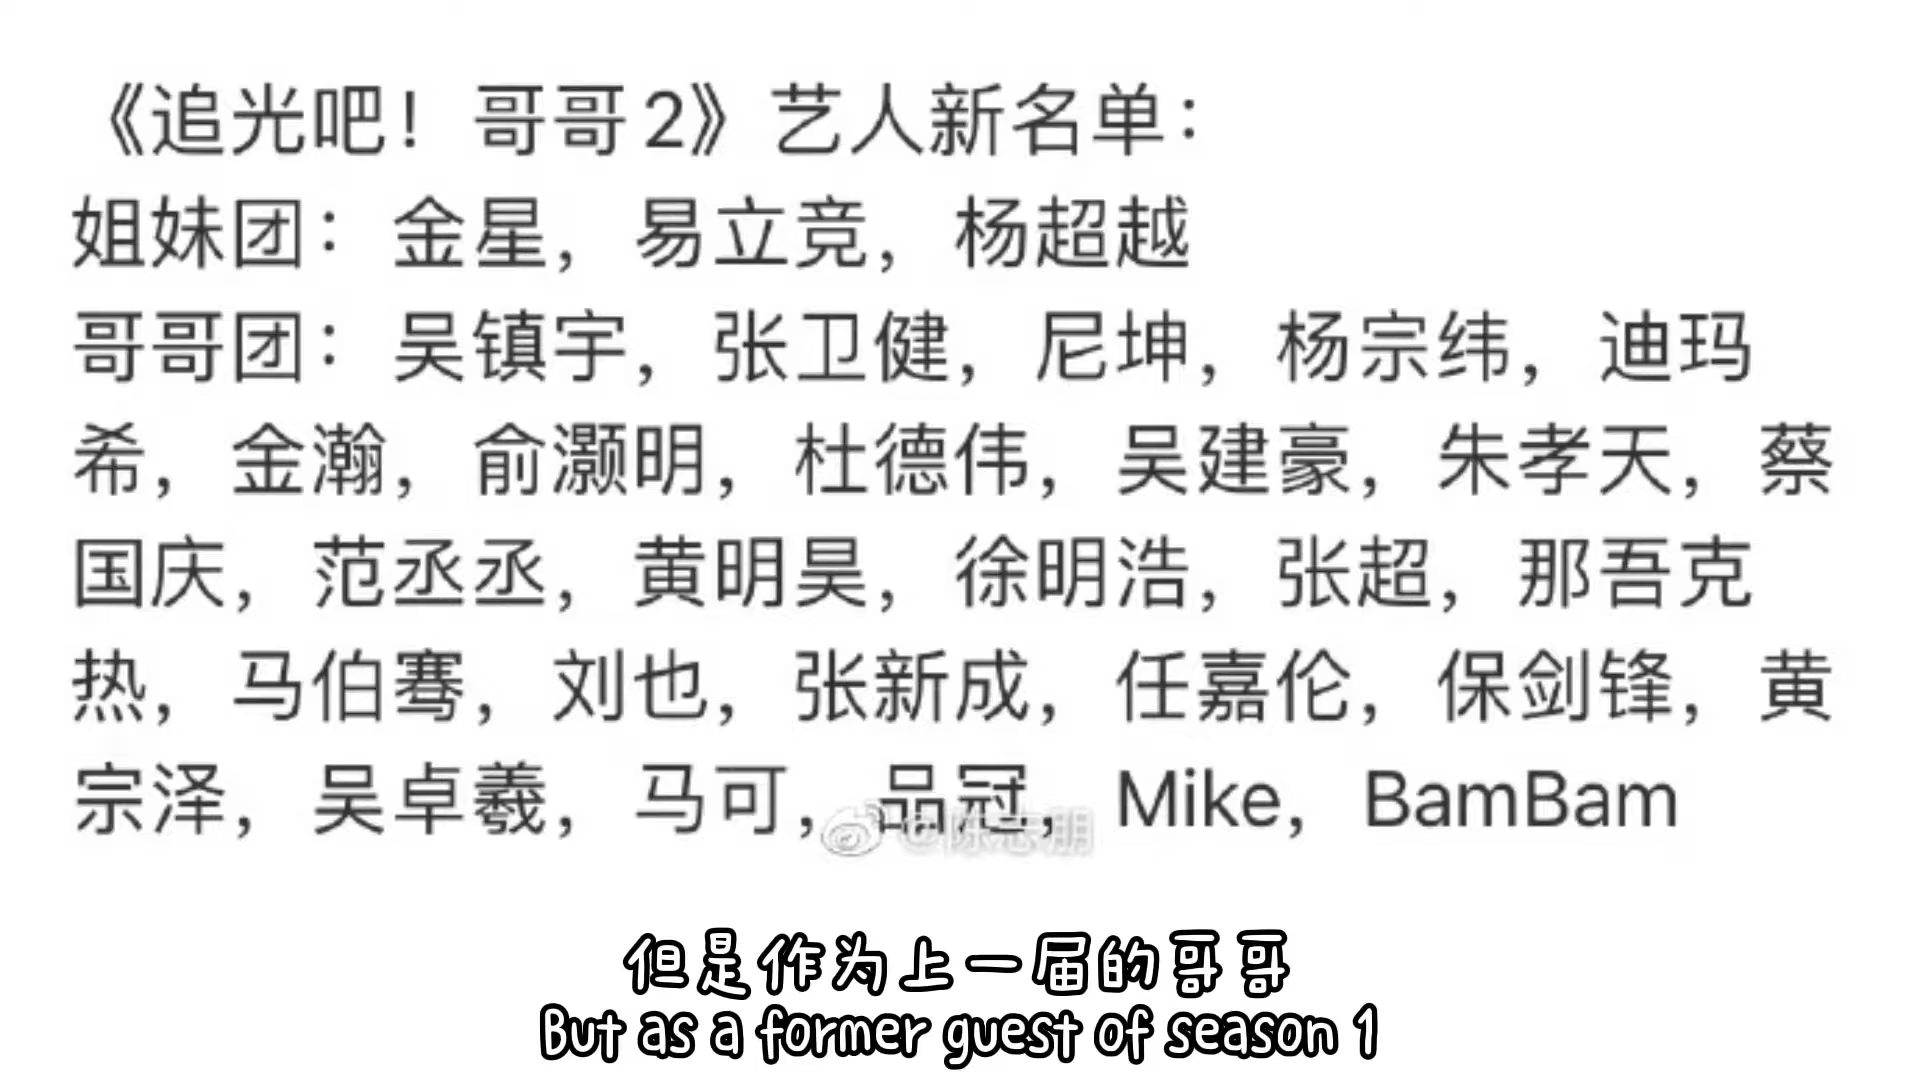 《追光吧！哥哥2》艺人新名单：
姐妹团：金星，易立竞，杨超越
哥哥团：吴镇宇，张卫健，尼坤，杨宗纬，迪玛
希，金瀚，俞灏明，杜德伟，吴建豪，朱孝天，蔡
国庆，范丞丞，黄明昊，徐明浩，张超，那吾克
热，马伯骞，刘也，张新成，任嘉伦，保剑锋，黄
宗泽，吴卓羲，马可，品冠，Mike，BamBam
@陈志朋
但是作为上一届的哥哥
But as a former guest of season 1